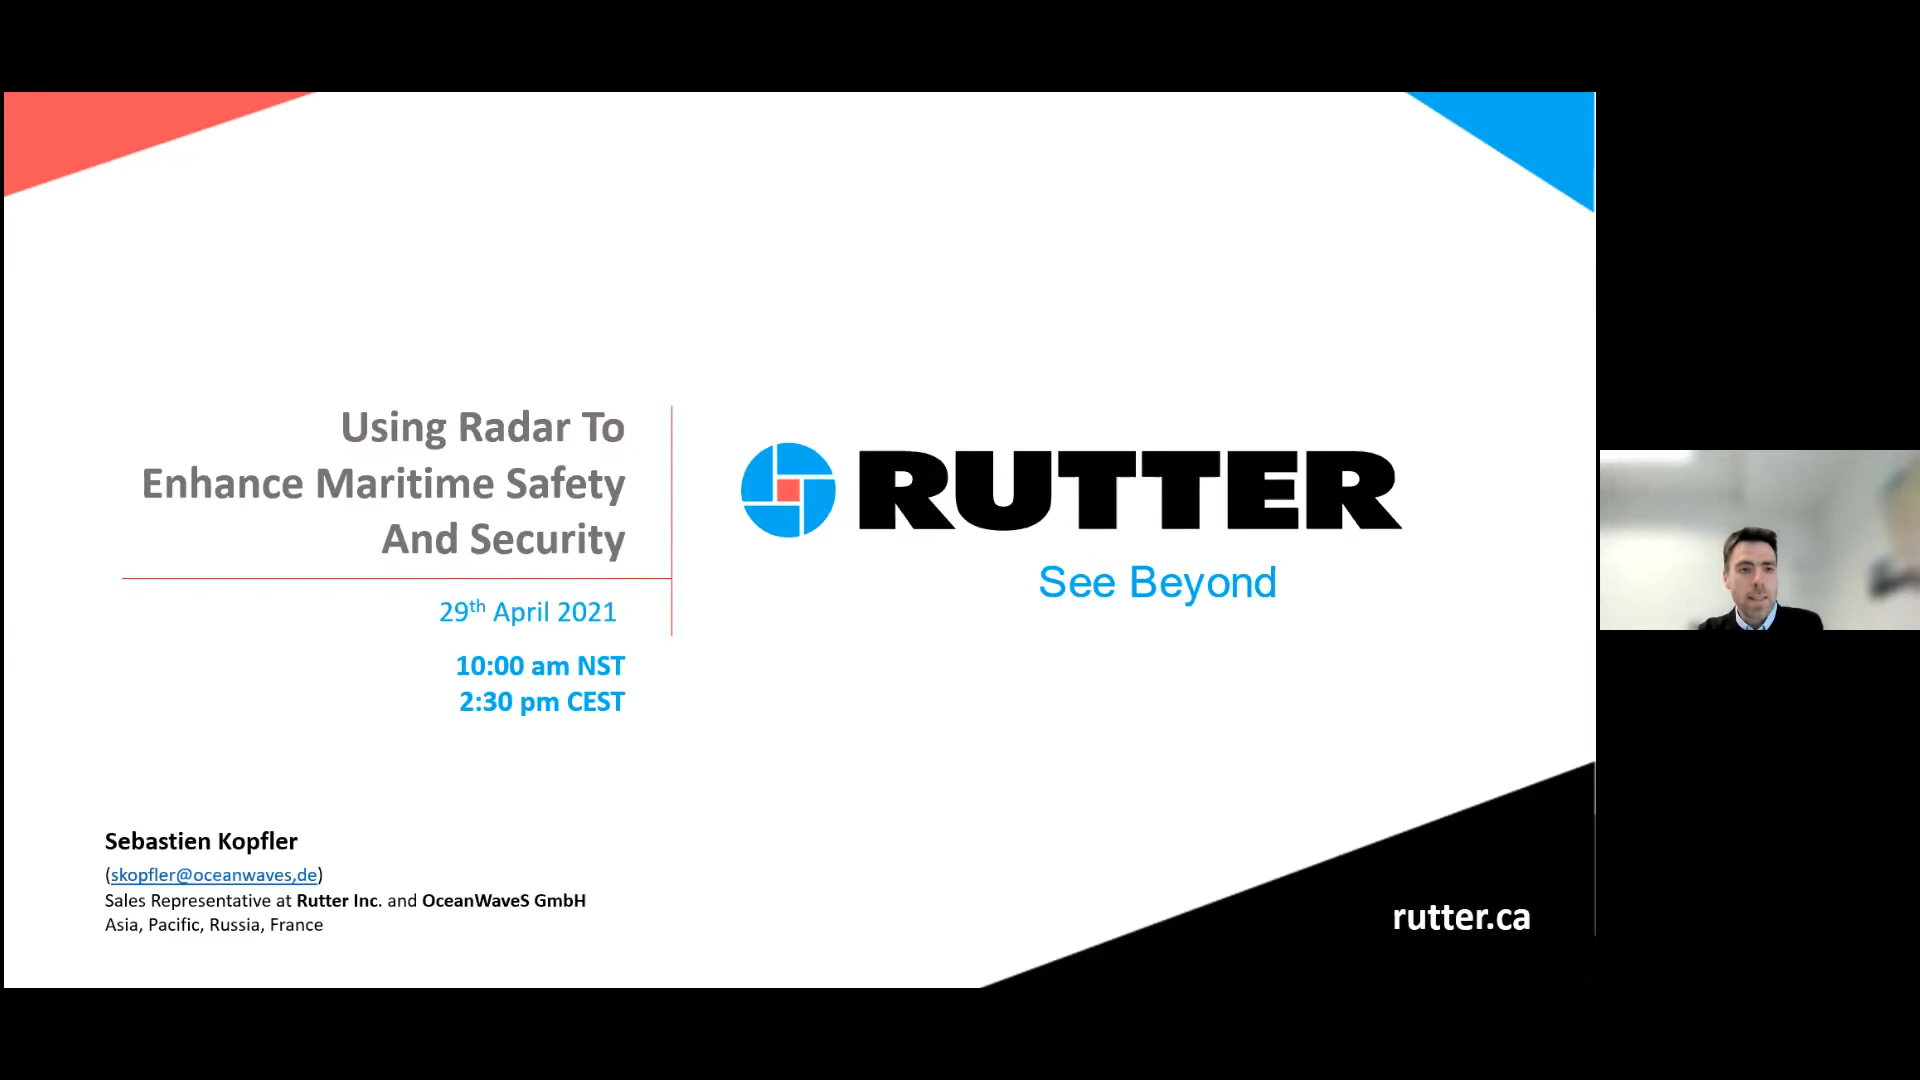 Using Radar To
Enhance Maritime Safety
And Security
29th April 2021
10:00 am NST
2:30 pm CEST
RUTTER
See Beyond
Sebastien Kopfler
(skopfler@oceanwaves,de)
Sales Representative at Rutter Inc. and OceanWaveS GmbH
Asia, Pacific, Russia, France
rutter.ca